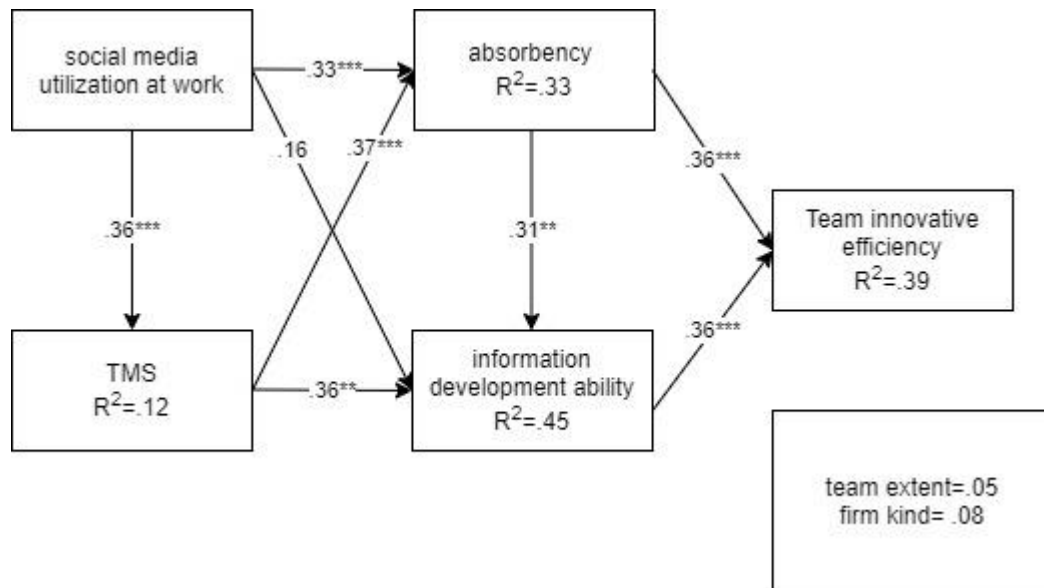 social media
utilization at work
.33***
absorbency
R²=.33
.37***
.16
.36***
.36***
.31**
Team innovative
efficiency
R²=.39
.36***
TMS
R²=.12
.36**
information
development ability
R²=.45
team extent=.05
firm kind= .08